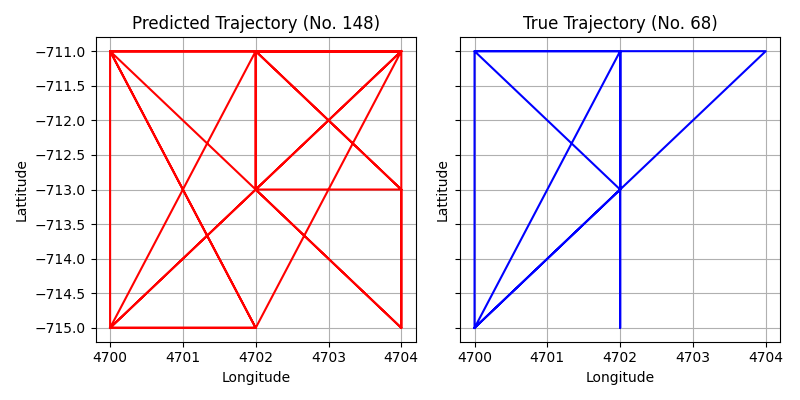 Predicted Trajectory (No. 148)
True Trajectory (No. 68)
−711.0
−711.5
−712.0
−712.5
−713.0
−713.5
−714.0
−714.5
−715.0
Lattitude
Lattitude
4700 4701 4702 4703 4704
4700 4701 4702 4703 4704
Longitude
Longitude